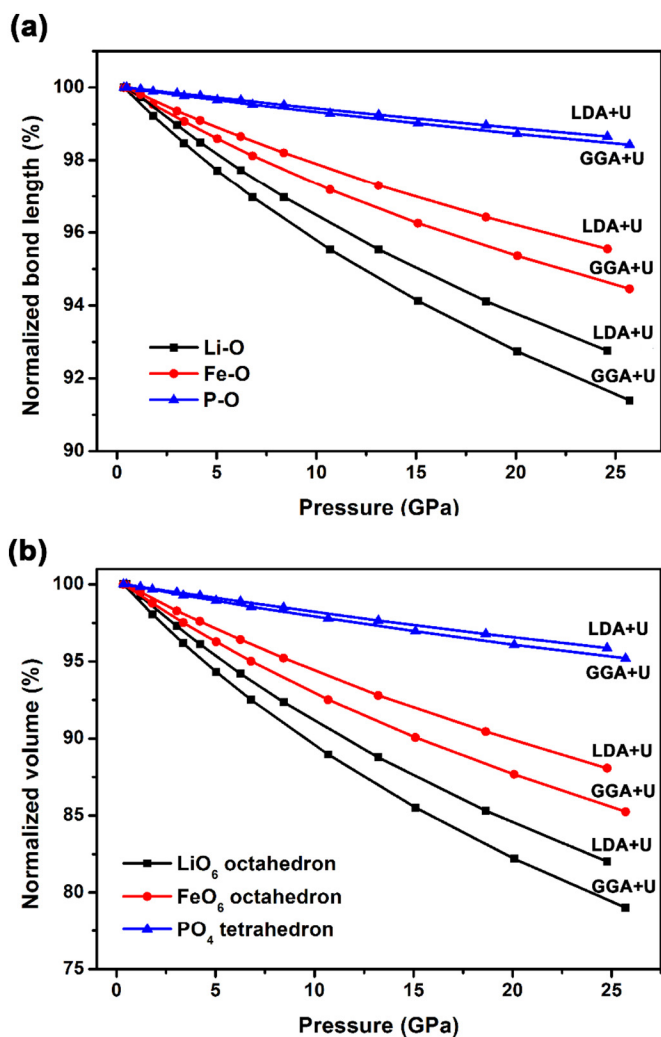 (a)
100
98
96
94
92
90
Normalized bond length (%)
LDA+U
GGA+U
LDA+U
GGA+U
LDA+U
GGA+U
Li-O
Fe-O
P-O
0 5 10 15 20 25
Pressure (GPa)
(b)
100
95
90
85
80
75
Normalized volume (%)
LDA+U
GGA+U
LDA+U
GGA+U
LDA+U
GGA+U
LiO₆ octahedron
FeO₆ octahedron
PO₄ tetrahedron
0 5 10 15 20 25
Pressure (GPa)